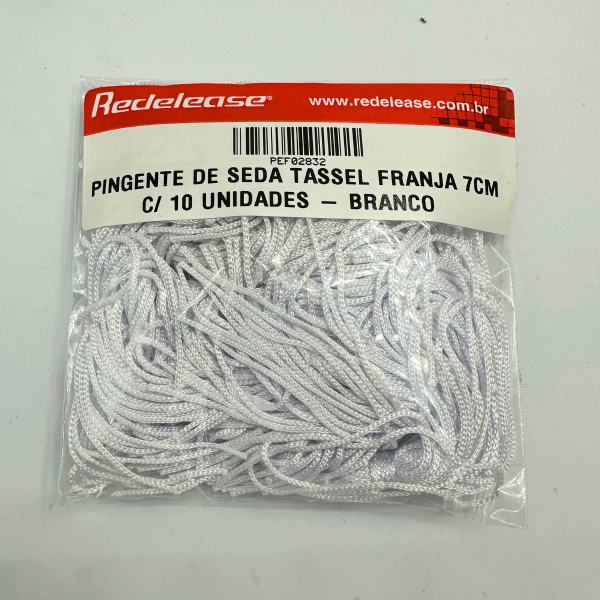 Redelease®
www.redelease.com.br
PEF02832
PINGENTE DE SEDA TASSEL FRANJA 7CM
C/ 10 UNIDADES – BRANCO